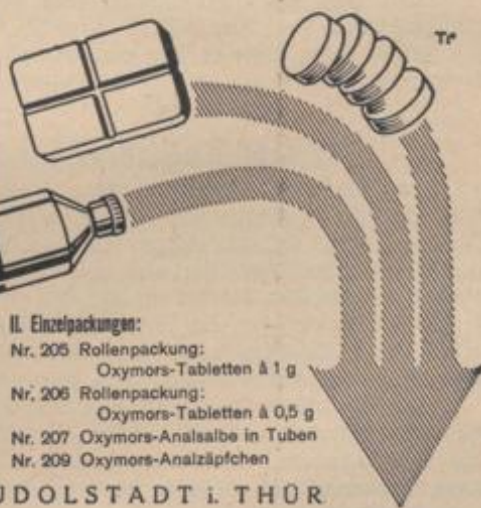 II. Einzelpackungen:
Nr. 205 Rollenpackung:
Oxymors-Tabletten à 1 g
Nr. 206 Rollenpackung:
Oxymors-Tabletten à 0,5 g
Nr. 207 Oxymors-Analsalbe in Tuben
Nr. 209 Oxymors-Analzäpfchen
UDOLSTADT i. THÜR